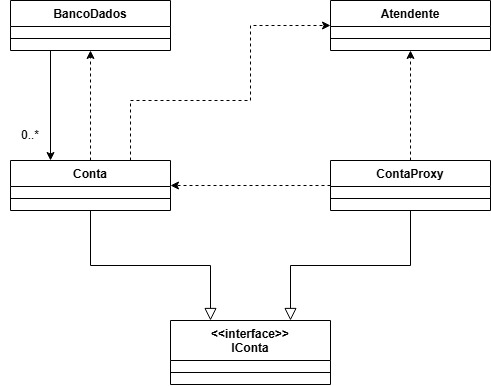 BancoDados
Atendente
0..*
Conta
ContaProxy
<<interface>>
IConta